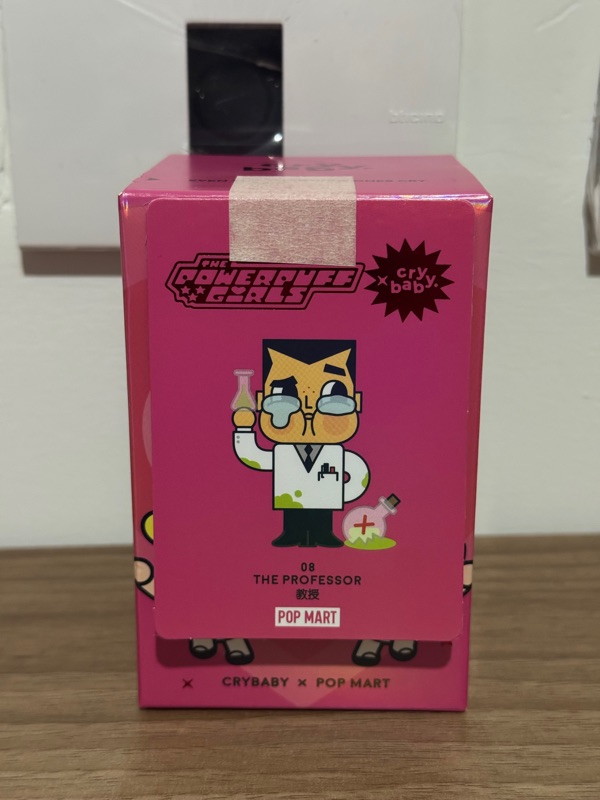 THE
POWERPUFF
GIRLS
×
cry
baby.
08
THE PROFESSOR
教授
POP MART
× CRYBABY × POP MART